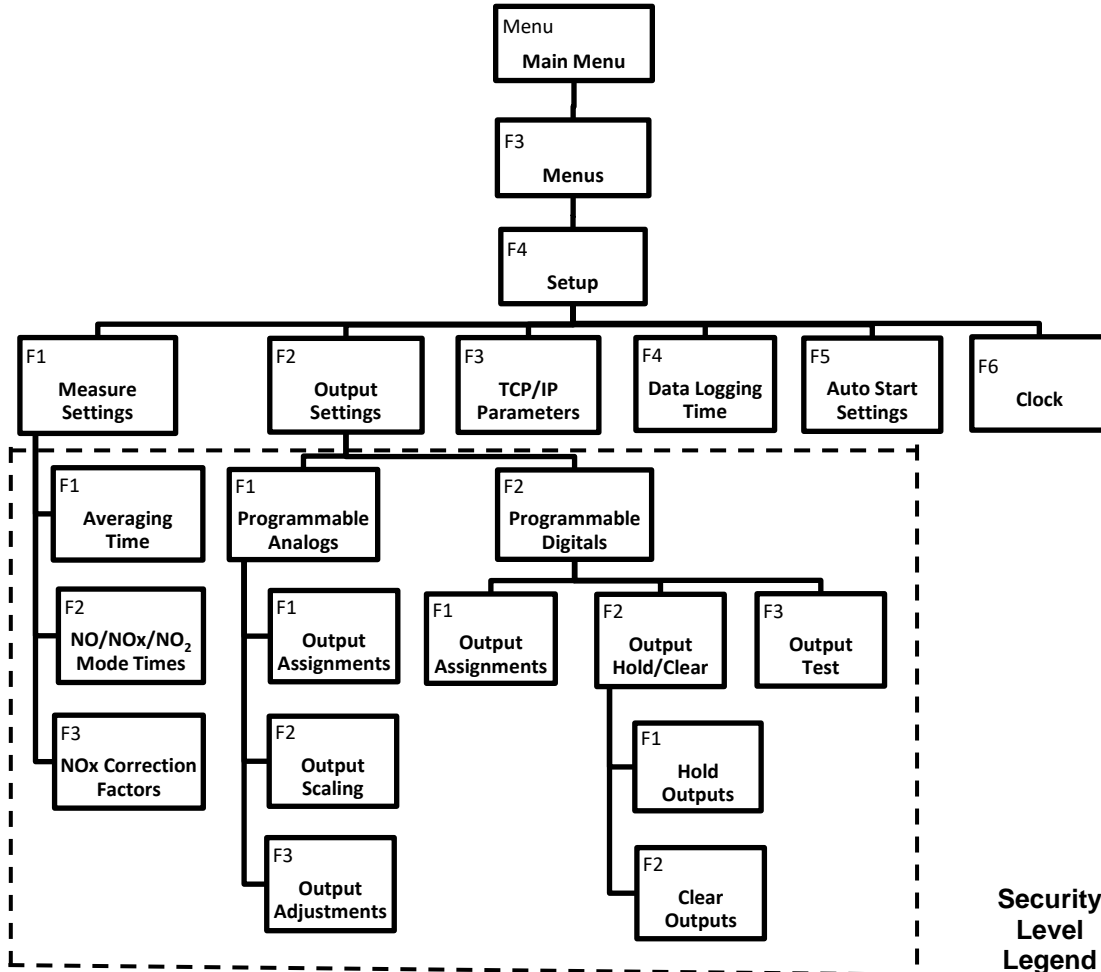 Menu
Main Menu
F3
Menus
F4
Setup
F1
Measure
Settings
F2
Output
Settings
F3
TCP/IP
Parameters
F4
Data Logging
Time
F5
Auto Start
Settings
F6
Clock
F1
Averaging
Time
F2
NO/NOx/NO₂
Mode Times
F3
NOx Correction
Factors
F1
Programmable
Analogs
F1
Output
Assignments
F2
Output
Scaling
F3
Output
Adjustments
F2
Programmable
Digitals
F1
Output
Assignments
F2
Output
Hold/Clear
F3
Output
Test
F1
Hold
Outputs
F2
Clear
Outputs
Security
Level
Legend